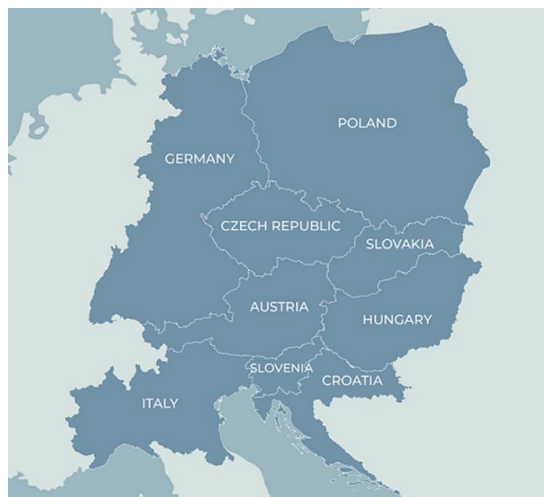 POLAND
GERMANY
CZECH REPUBLIC
SLOVAKIA
AUSTRIA
HUNGARY
SLOVENIA
CROATIA
ITALY